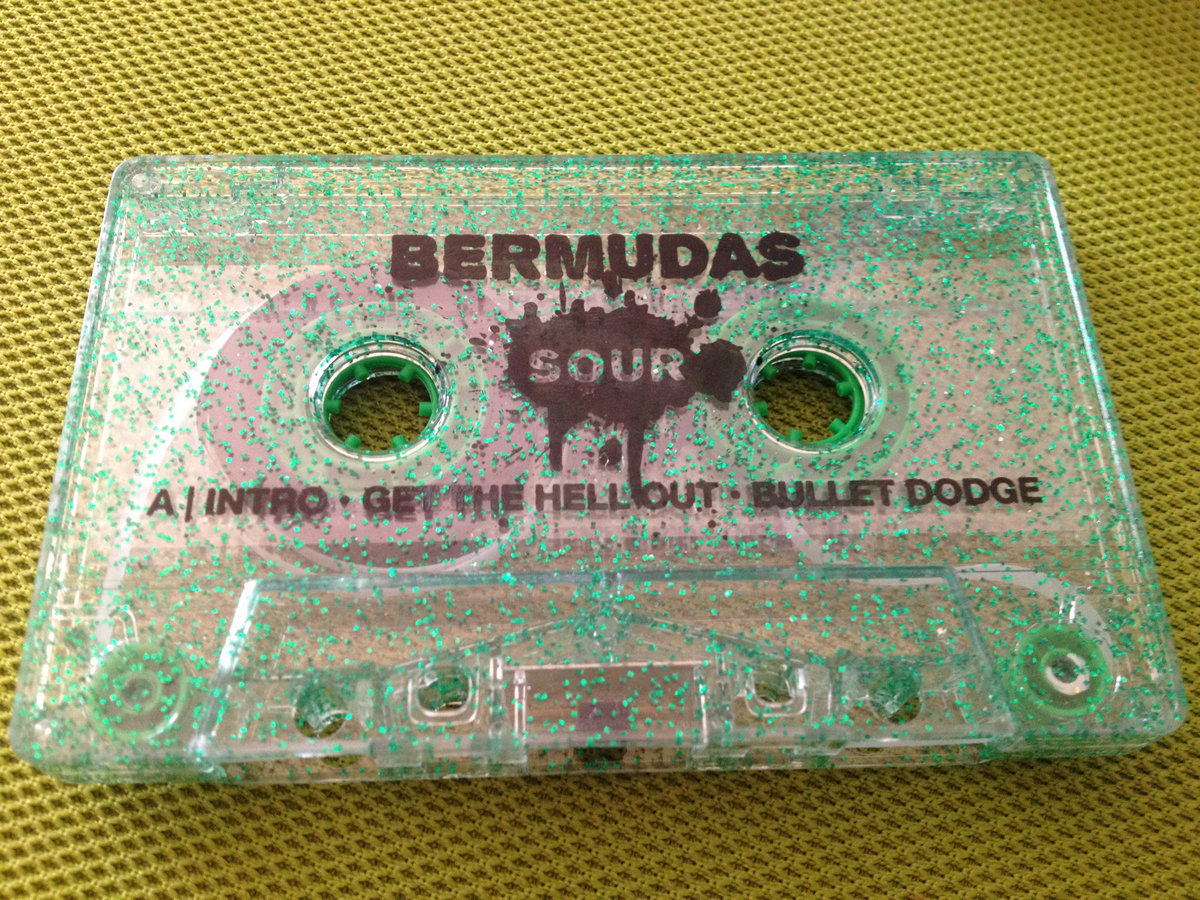 BERMUDAS
SOUR
A | INTRO • GET THE HELL OUT • BULLET DODGE